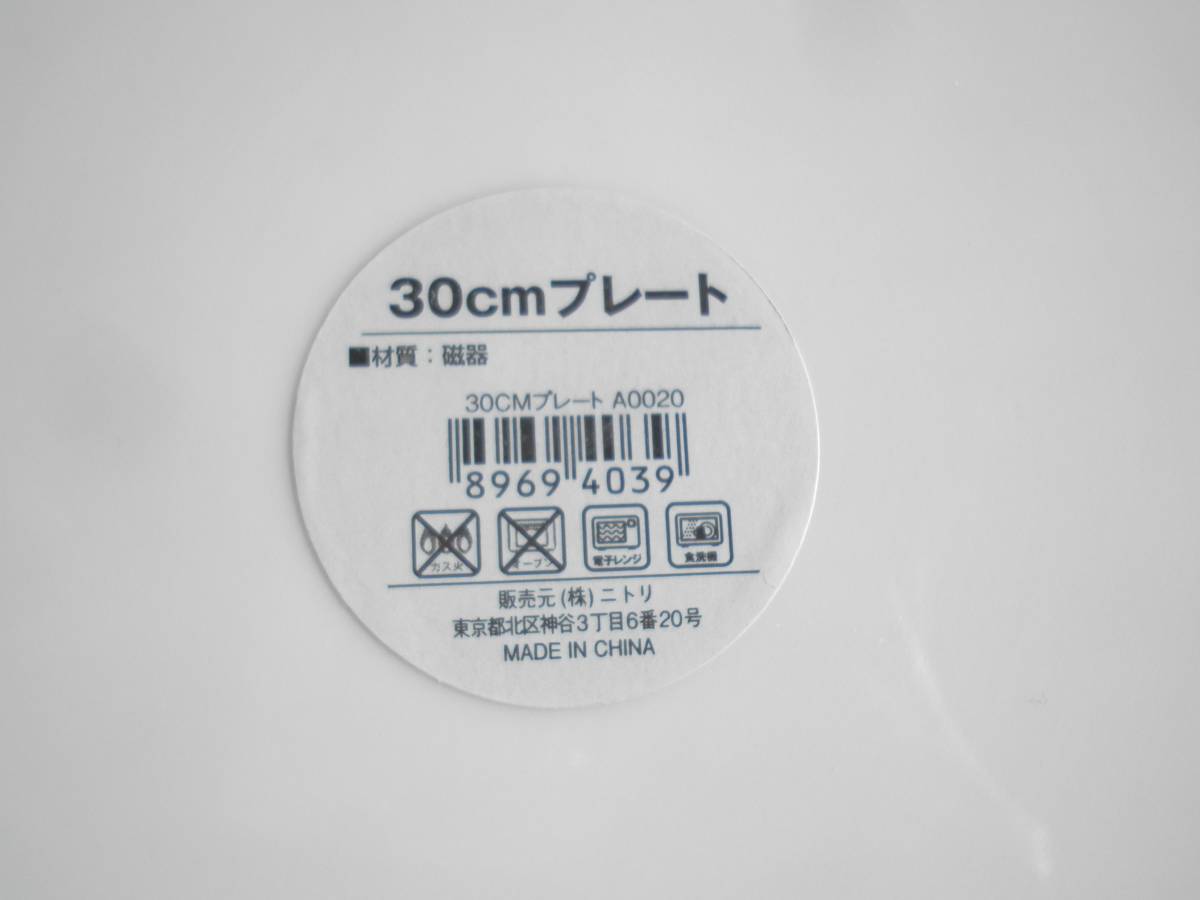 30cmプレート
■材質：磁器
30CMプレート A0020
8969 4039
ガス火 オーブン 電子レンジ 食洗機
販売元(株)ニトリ
東京都北区神谷3丁目6番20号
MADE IN CHINA